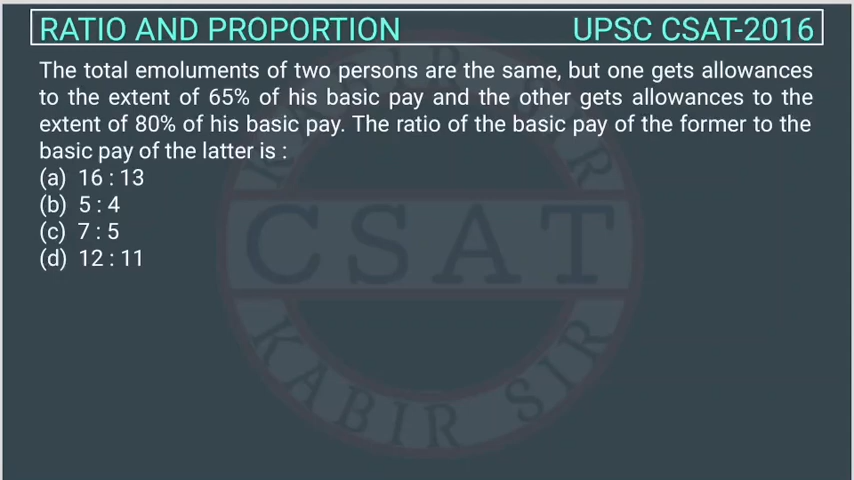 RATIO AND PROPORTION UPSC CSAT-2016
The total emoluments of two persons are the same, but one gets allowances
to the extent of 65% of his basic pay and the other gets allowances to the
extent of 80% of his basic pay. The ratio of the basic pay of the former to the
basic pay of the latter is :
(a) 16 : 13
(b) 5 : 4
(c) 7 : 5
(d) 12 : 11
CSAT
KABIR SIR